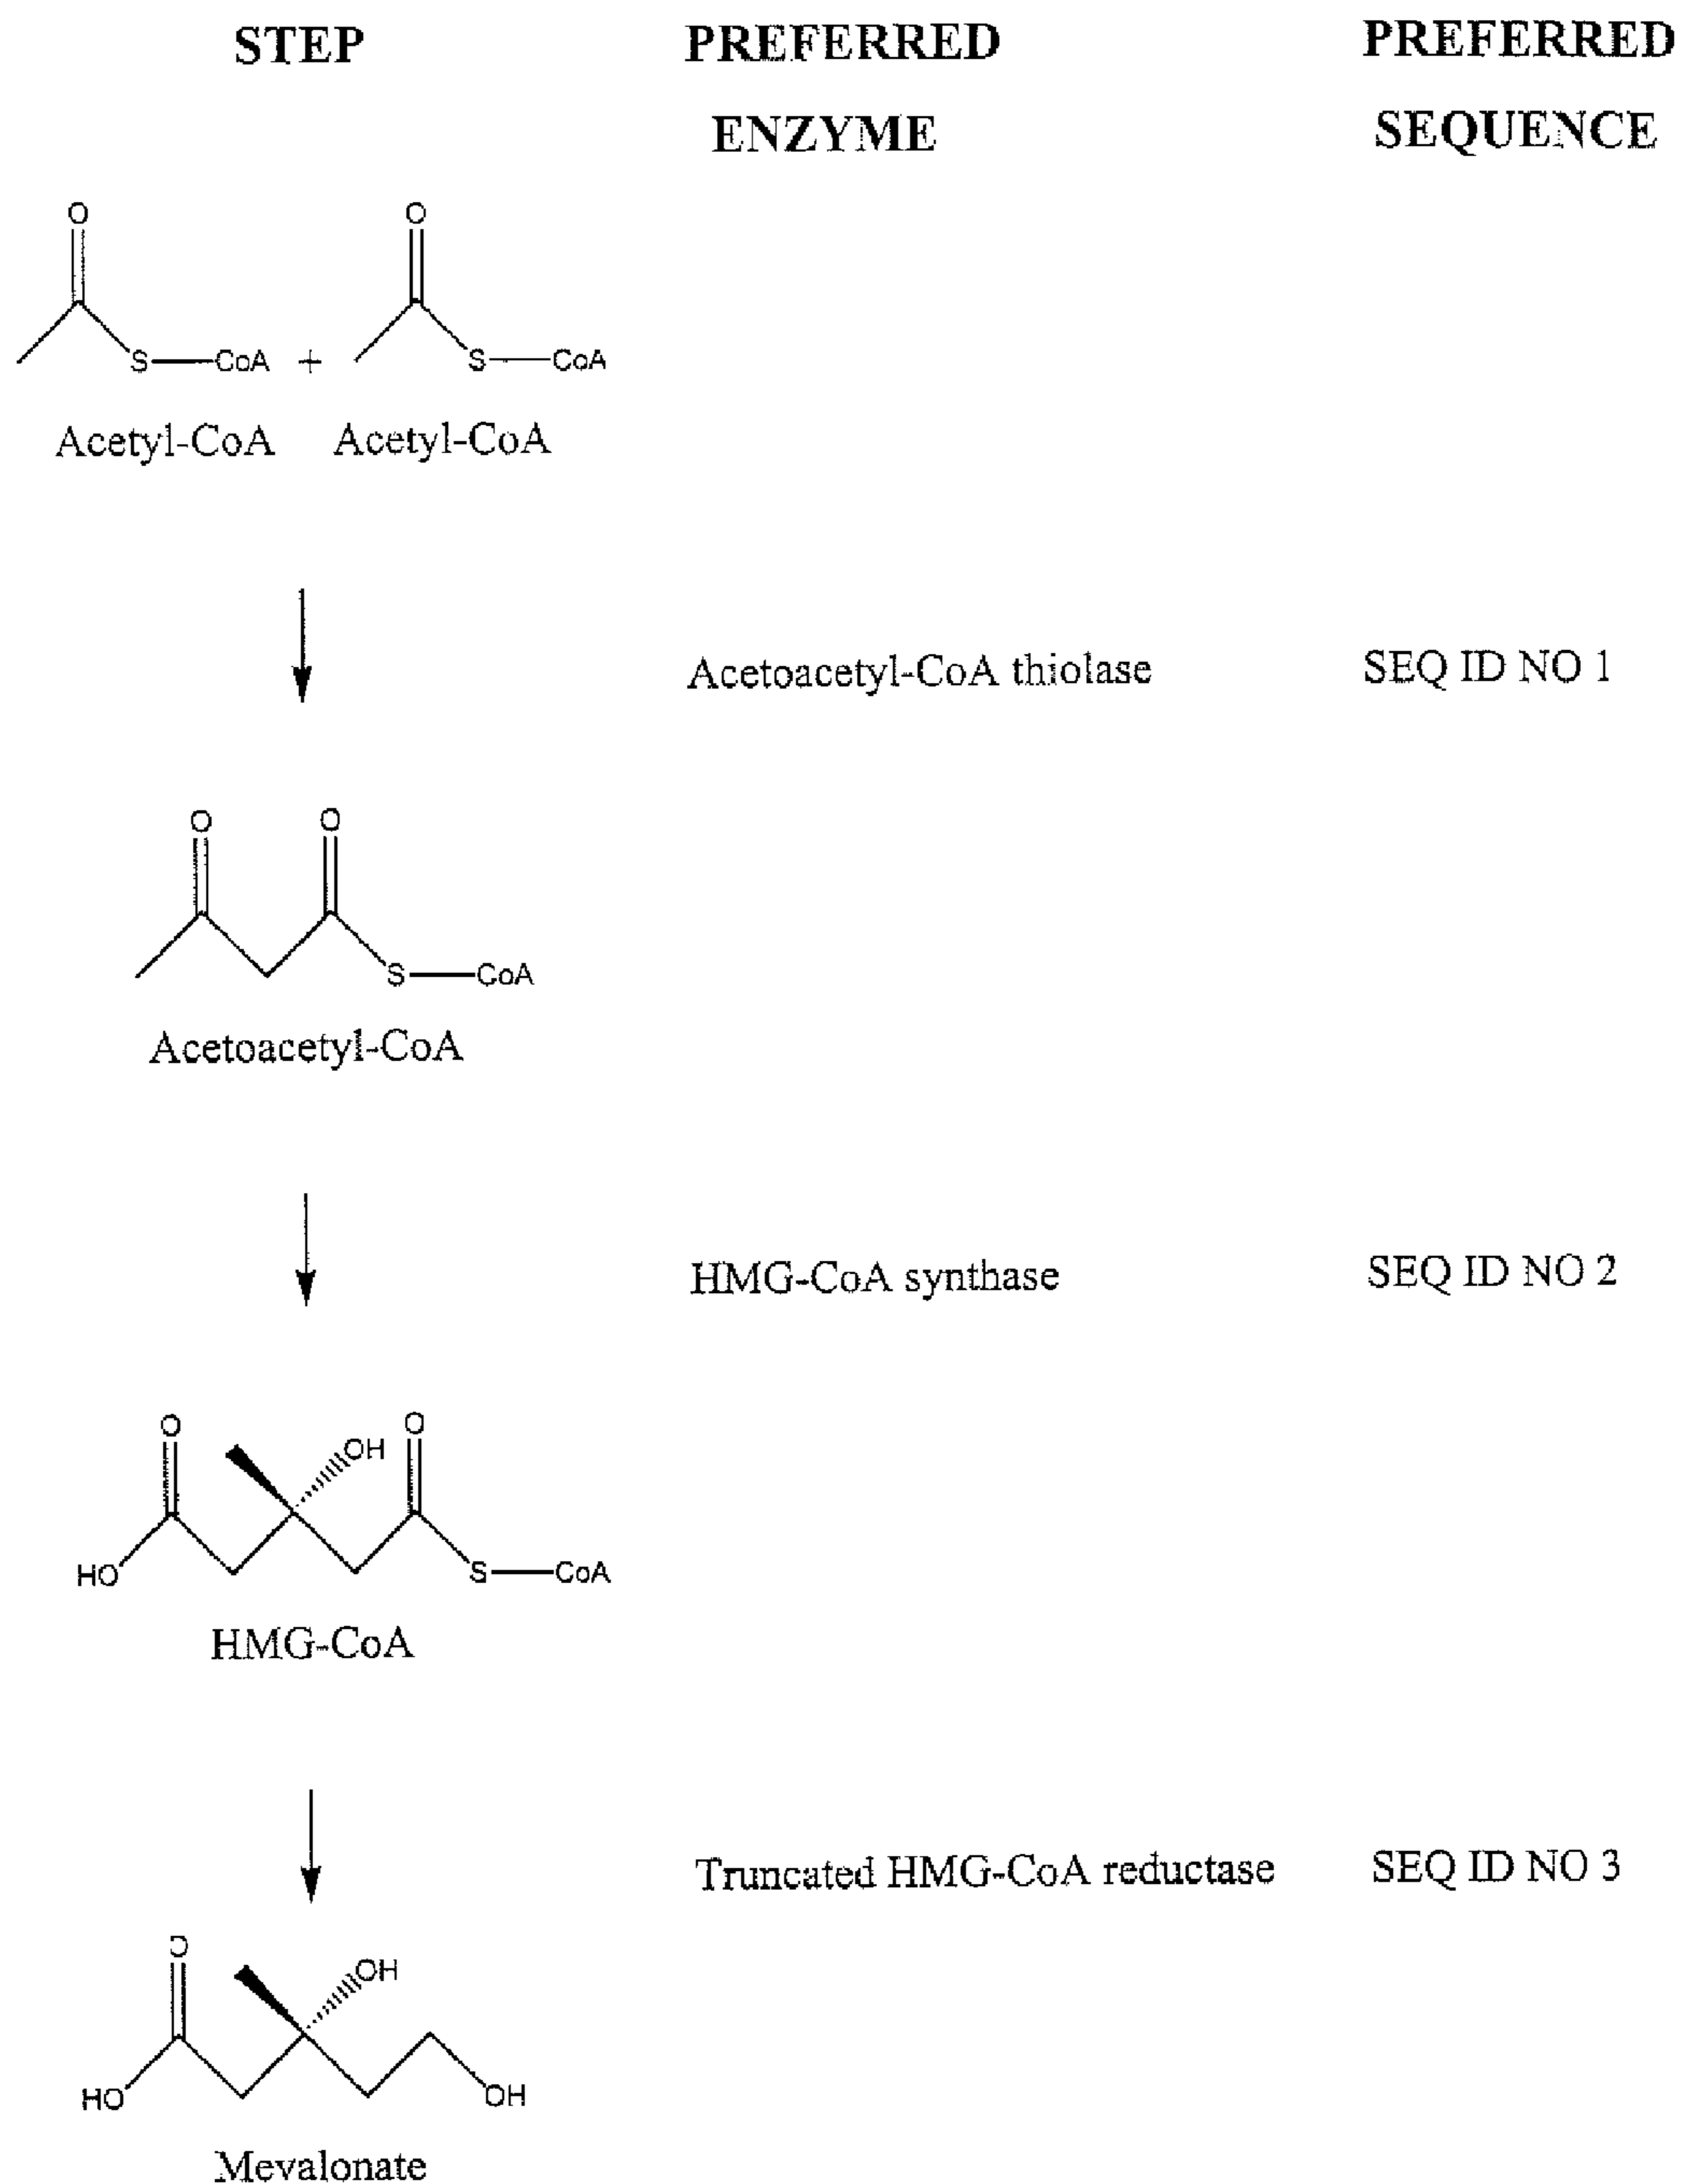 STEP PREFERRED PREFERRED
ENZYME SEQUENCE
O O
S CoA + S CoA
Acetyl-CoA Acetyl-CoA
Acetoacetyl-CoA thiolase SEQ ID NO 1
O O
S CoA
Acetoacetyl-CoA
HMG-CoA synthase SEQ ID NO 2
O OH O
HO S CoA
HMG-CoA
Truncated HMG-CoA reductase SEQ ID NO 3
O OH
HO OH
Mevalonate